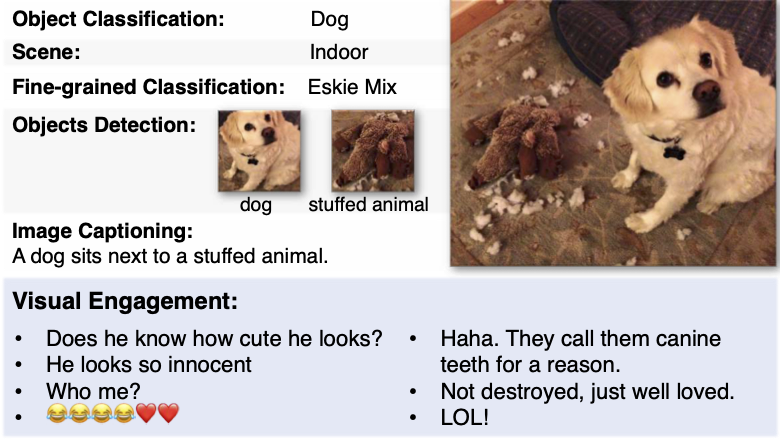 Object Classification: Dog
Scene: Indoor
Fine-grained Classification: Eskie Mix
Objects Detection:
dog stuffed animal
Image Captioning:
A dog sits next to a stuffed animal.
Visual Engagement:
• Does he know how cute he looks?
• He looks so innocent
• Who me?
• 😂😂😂😂❤️❤️
• Haha. They call them canine
teeth for a reason.
• Not destroyed, just well loved.
• LOL!